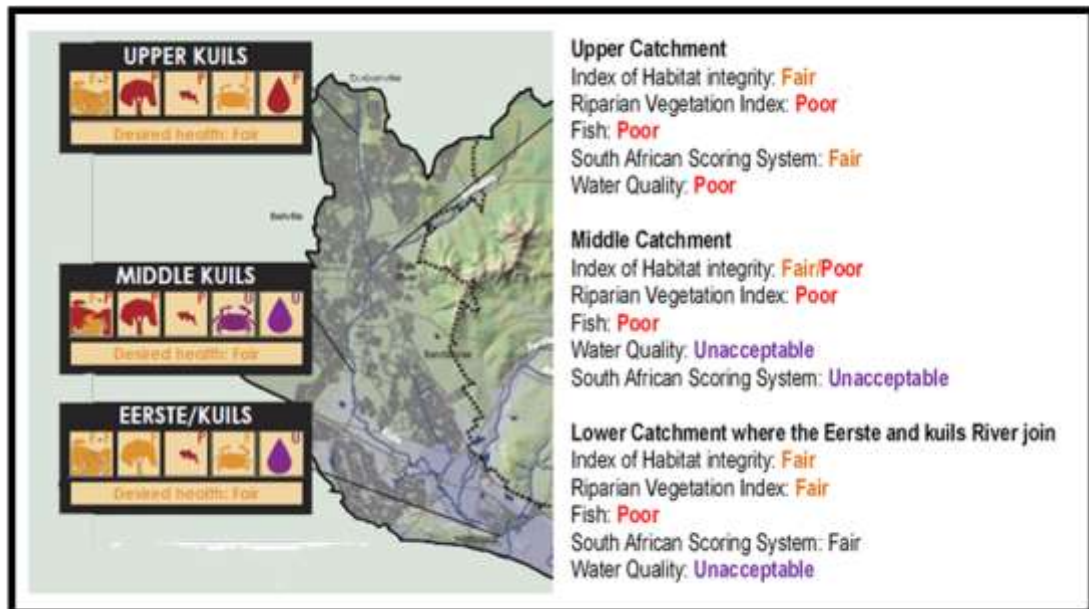 UPPER KUILS
F-F P P F P
Desired health: Fair
MIDDLE KUILS
F-P P P U U
Desired health: Fair
EERSTE/KUILS
P U
Desired health: Fair
Durbanville
Bellville
Upper Catchment
Index of Habitat integrity: Fair
Riparian Vegetation Index: Poor
Fish: Poor
South African Scoring System: Fair
Water Quality: Poor
Middle Catchment
Index of Habitat integrity: Fair/Poor
Riparian Vegetation Index: Poor
Fish: Poor
Water Quality: Unacceptable
South African Scoring System: Unacceptable
Lower Catchment where the Eerste and kuils River join
Index of Habitat integrity: Fair
Riparian Vegetation Index: Fair
Fish: Poor
South African Scoring System: Fair
Water Quality: Unacceptable